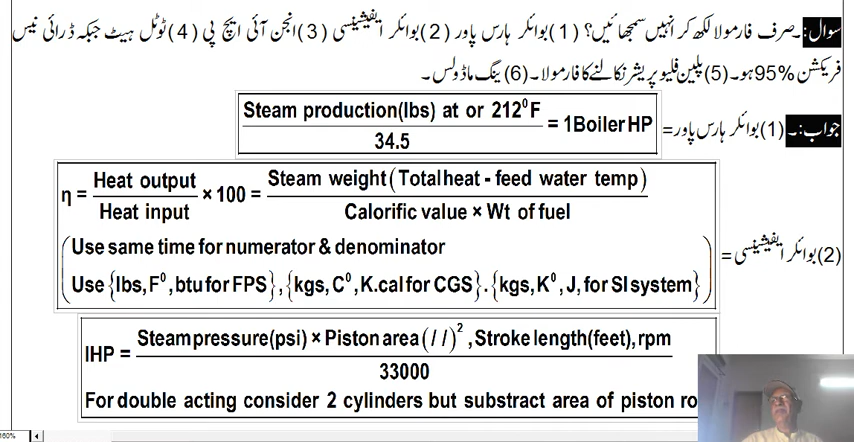 سوال:۔ صرف فارمولا لکھ کر انہیں سمجھائیں؟ (1) بوائلر ہارس پاور (2) بوائلر ایفیشینسی (3) انجن آئی ایچ پی (4) ٹوٹل ہیٹ جبکہ ڈرائی نیس
فریکشن 95% ہو۔ (5) پلین فلیو پریشر نکالنے کا فارمولا۔ (6) ینگ ماڈولس۔
جواب:۔ (1) بوائلر ہارس پاور = Steam production(lbs) at or 212⁰F / 34.5 = 1Boiler HP
(2) بوائلر ایفیشینسی = η = Heat output / Heat input × 100 = Steam weight (Total heat - feed water temp) / Calorific value × Wt of fuel
(Use same time for numerator & denominator
Use {lbs, F⁰, btu for FPS}, {kgs, C⁰, K.cal for CGS}. {kgs, K⁰, J, for SI system})
IHP = Steam pressure (psi) × Piston area (//)², Stroke length (feet), rpm / 33000
For double acting consider 2 cylinders but substract area of piston ro
160%